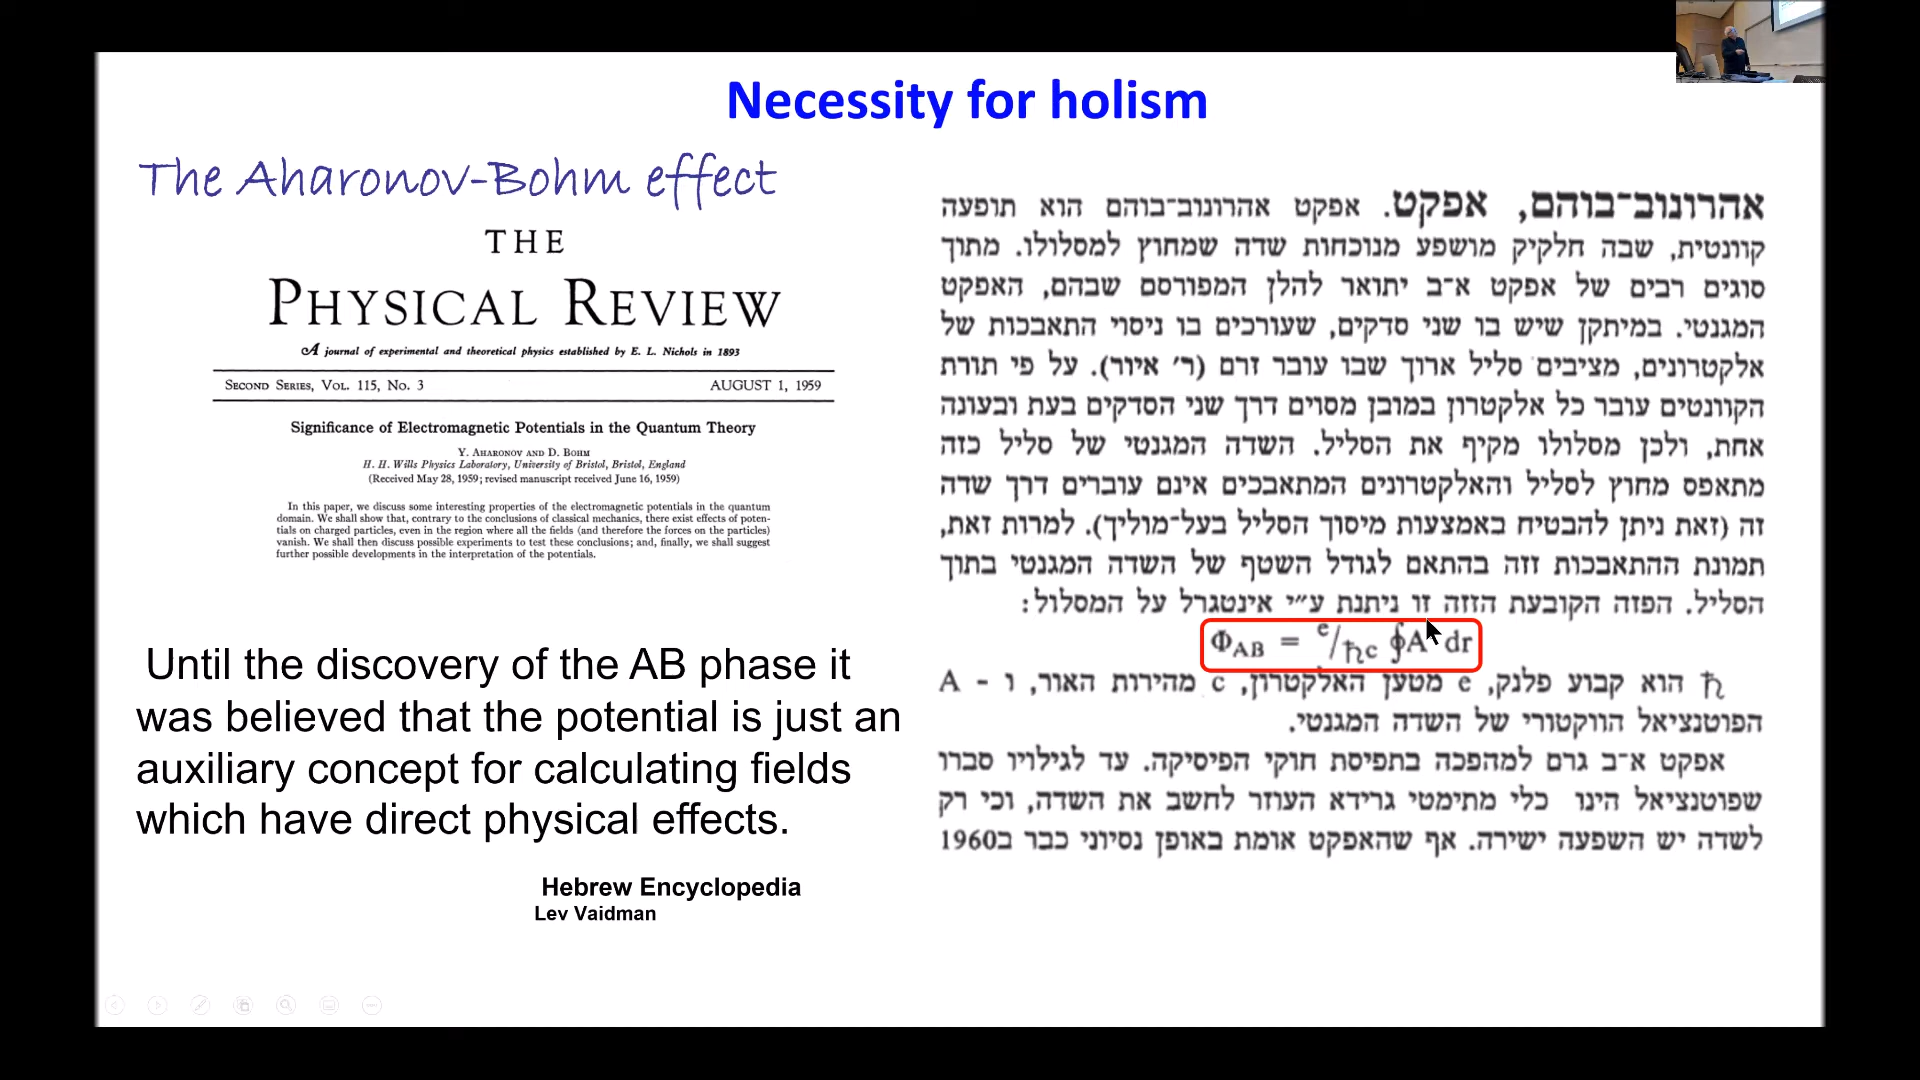 Necessity for holism
The Aharonov-Bohm effect
THE
PHYSICAL REVIEW
A journal of experimental and theoretical physics established by E. L. Nichols in 1893
SECOND SERIES, VOL. 115, NO. 3 AUGUST 1, 1959
Significance of Electromagnetic Potentials in the Quantum Theory
Y. AHARONOV AND D. BOHM
H. H. Wills Physics Laboratory, University of Bristol, Bristol, England
(Received May 28, 1959; revised manuscript received June 16, 1959)
In this paper, we discuss some interesting properties of the electromagnetic potentials in the quantum
domain. We shall show that, contrary to the conclusions of classical mechanics, there exist effects of poten-
tials on charged particles, even in the region where all the fields (and therefore the forces on the particles)
vanish. We shall then discuss possible experiments to test these conclusions; and, finally, we shall suggest
further possible developments in the interpretation of the potentials.
Until the discovery of the AB phase it
was believed that the potential is just an
auxiliary concept for calculating fields
which have direct physical effects.
Hebrew Encyclopedia
Lev Vaidman
אהרונוב־בוהם, אפקט. אפקט אהרונוב־בוהם הוא תופעה
קוונטית, שבה חלקיק מושפע מנוכחות שדה שמחוץ למסלולו. מתוך
סוגים רבים של אפקט א־ב יתואר להלן המפורסם שבהם, האפקט
המגנטי. במיתקן שיש בו שני סדקים, שעורכים בו ניסוי התאבכות של
אלקטרונים, מציבים סליל ארוך שבו עובר זרם (ר׳ איור). על פי תורת
הקוונטים עובר כל אלקטרון במובן מסוים דרך שני הסדקים בעת ובעונה
אחת, ולכן מסלולו מקיף את הסליל. השדה המגנטי של סליל כזה
מתאפס מחוץ לסליל והאלקטרונים המתאבכים אינם עוברים דרך שדה
זה (זאת ניתן להבטיח באמצעות מיסוך הסליל בעל־מוליך). למרות זאת,
תמונת ההתאבכות זזה בהתאם לגודל השטף של השדה המגנטי בתוך
הסליל. הפזה הקובעת הזזה זו ניתנת ע״י אינטגרל על המסלול:
Φ_AB = e/ħc ∮A dr
ħ הוא קבוע פלנק, e מטען האלקטרון, c מהירות האור, ו - A
הפוטנציאל הווקטורי של השדה המגנטי.
אפקט א־ב גרם למהפכה בתפיסת חוקי הפיסיקה. עד לגילויו סברו
שפוטנציאל הינו כלי מתימטי גרידא העוזר לחשב את השדה, וכי רק
לשדה יש השפעה ישירה. אף שהאפקט אומת באופן נסיוני כבר ב1960